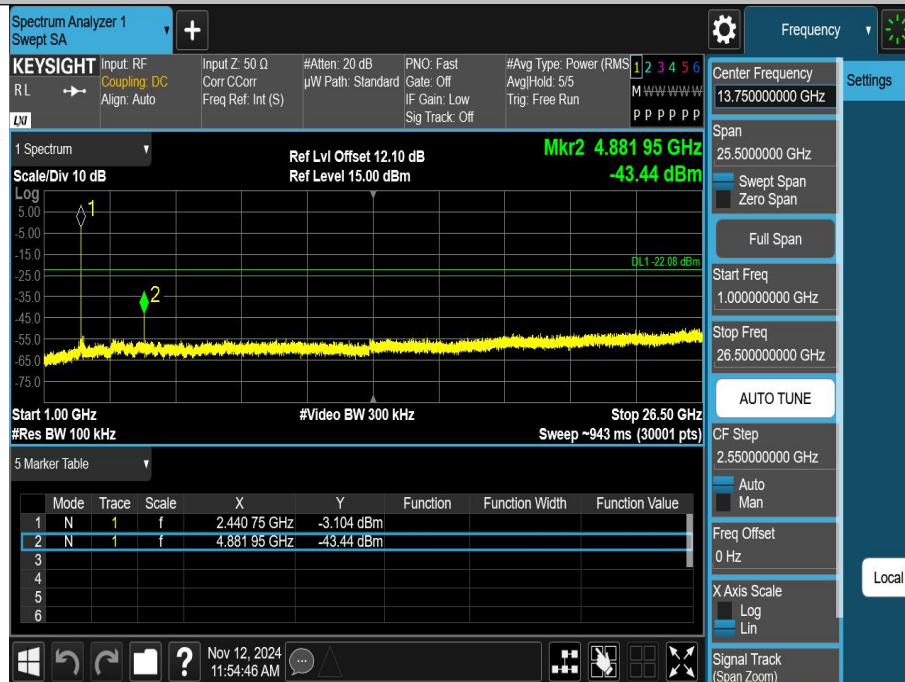 Spectrum Analyzer 1
Swept SA
+
Frequency
KEYSIGHT
RL
LXI
Input: RF
Coupling: DC
Align: Auto
Input Z: 50 Ω
Corr CCorr
Freq Ref: Int (S)
#Atten: 20 dB
µW Path: Standard
PNO: Fast
Gate: Off
IF Gain: Low
Sig Track: Off
#Avg Type: Power (RMS
Avg|Hold: 5/5
Trig: Free Run
1 2 3 4 5 6
M W W W W W
P P P P P P
1 Spectrum
Scale/Div 10 dB
Ref Lvl Offset 12.10 dB
Ref Level 15.00 dBm
Mkr2 4.881 95 GHz
-43.44 dBm
Log
5.00
-5.00
-15.0
-25.0
-35.0
-45.0
-55.0
-65.0
-75.0
1
2
DL1 -22.08 dBm
Start 1.00 GHz
#Video BW 300 kHz
Stop 26.50 GHz
#Res BW 100 kHz
Sweep ~943 ms (30001 pts)
5 Marker Table
Mode Trace Scale X Y Function Function Width Function Value
1 N 1 f 2.440 75 GHz -3.104 dBm
2 N 1 f 4.881 95 GHz -43.44 dBm
3
4
5
6
Nov 12, 2024
11:54:46 AM
?
Center Frequency
13.750000000 GHz
Settings
Span
25.5000000 GHz
Swept Span
Zero Span
Full Span
Start Freq
1.000000000 GHz
Stop Freq
26.500000000 GHz
AUTO TUNE
CF Step
2.550000000 GHz
Auto
Man
Freq Offset
0 Hz
Local
X Axis Scale
Log
Lin
Signal Track
(Span Zoom)